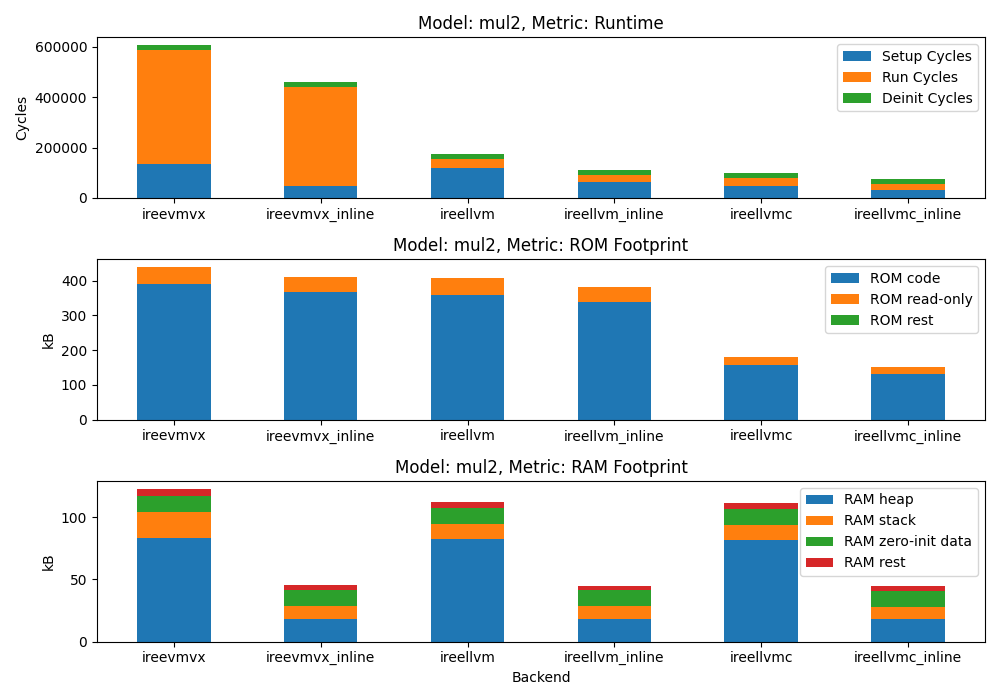 Model: mul2, Metric: Runtime
Cycles
600000
400000
200000
0
Setup Cycles
Run Cycles
Deinit Cycles
ireevmvx ireevmvx_inline ireellvm ireellvm_inline ireellvmc ireellvmc_inline
Model: mul2, Metric: ROM Footprint
kB
400
300
200
100
0
ROM code
ROM read-only
ROM rest
ireevmvx ireevmvx_inline ireellvm ireellvm_inline ireellvmc ireellvmc_inline
Model: mul2, Metric: RAM Footprint
kB
100
50
0
RAM heap
RAM stack
RAM zero-init data
RAM rest
ireevmvx ireevmvx_inline ireellvm ireellvm_inline ireellvmc ireellvmc_inline
Backend